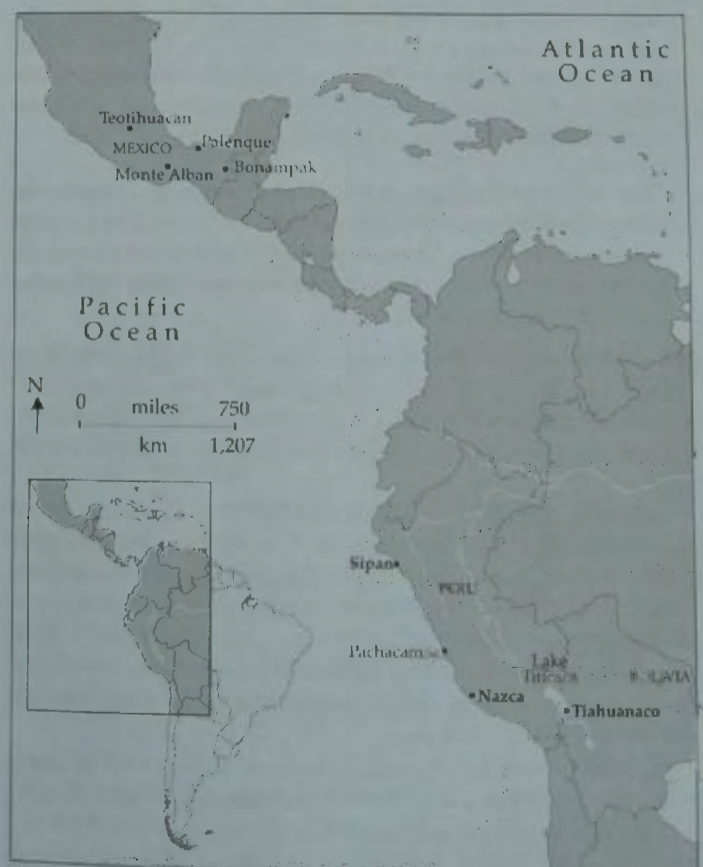 Atlantic
Ocean
Teotihuacan
Palenque
MEXICO
Bonampak
Monte Alban
Pacific
Ocean
N
0 miles 750
km 1,207
Sipan
PERU
Lake
Titicaca
BOLIVIA
Nazca
Tiahuanaco